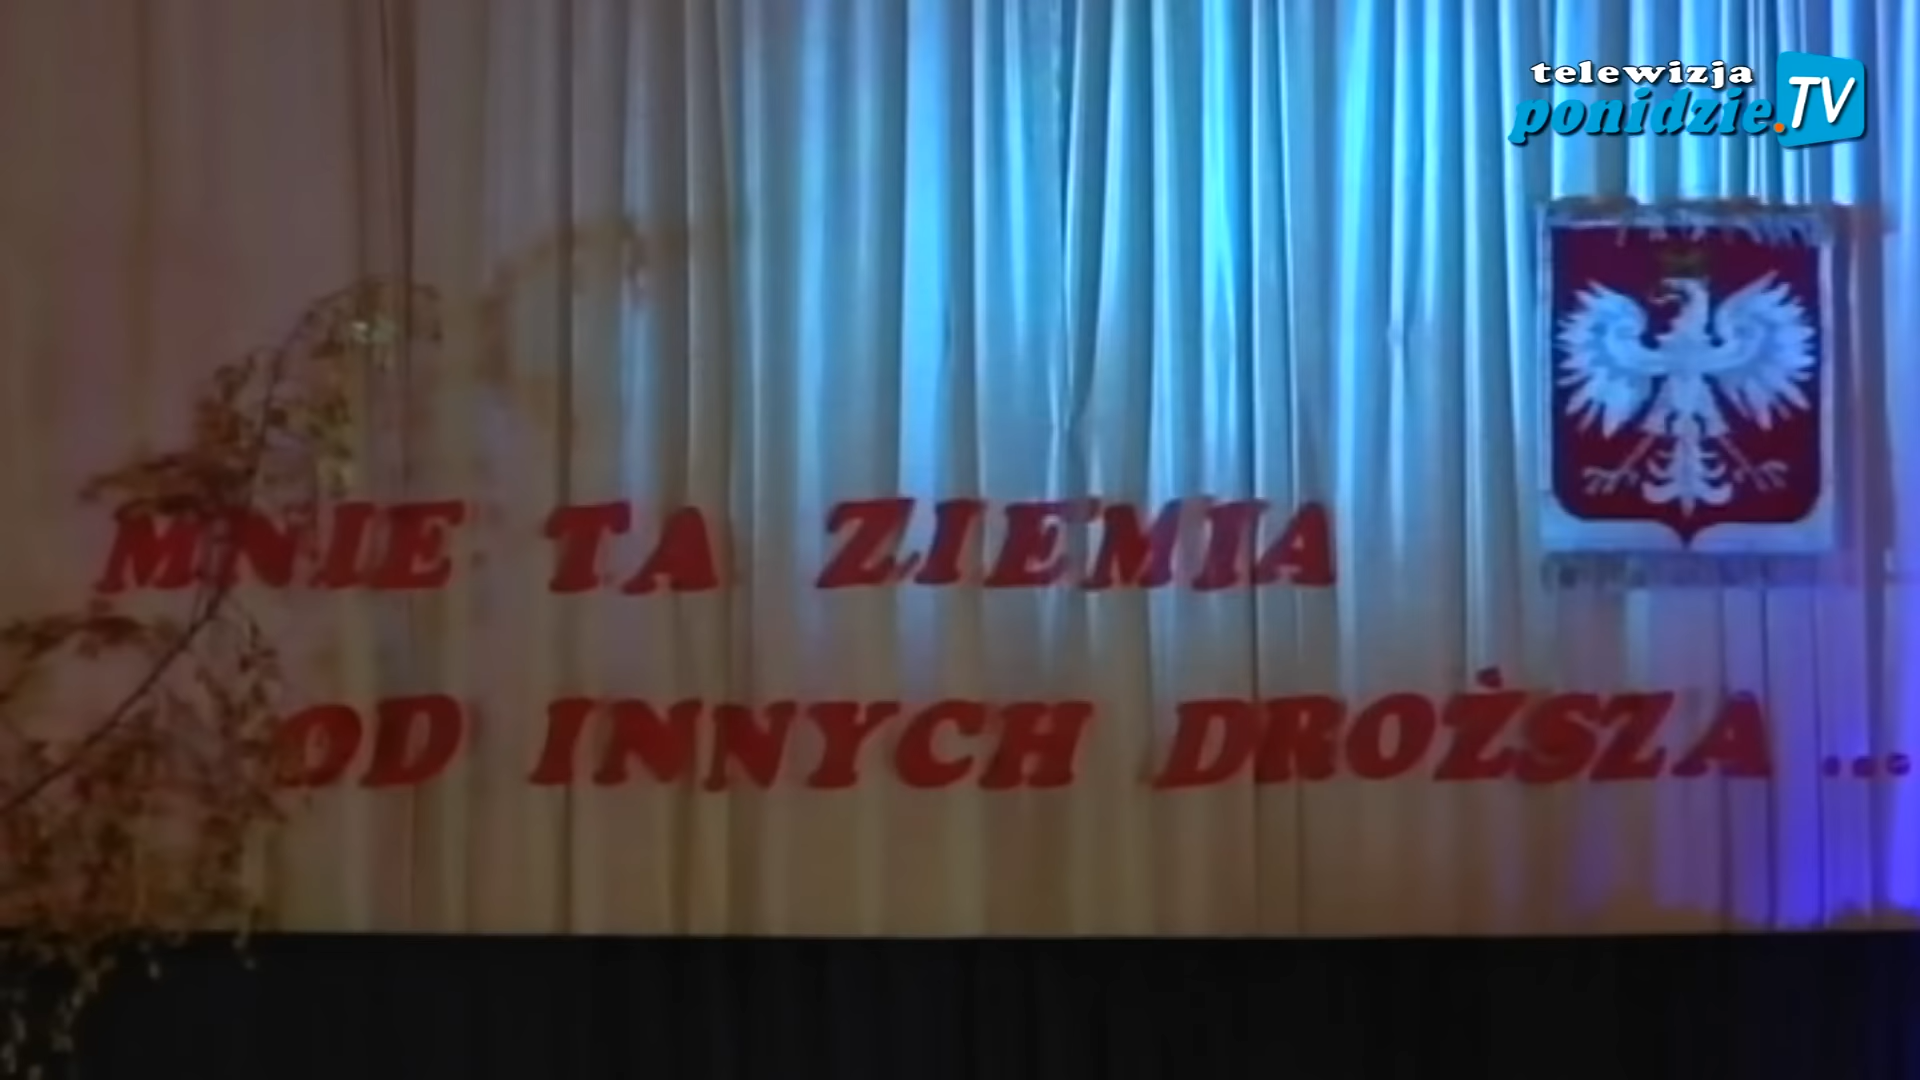 telewizja
ponidzie.TV
MNIE TA ZIEMIA
OD INNYCH DROŻSZA ...